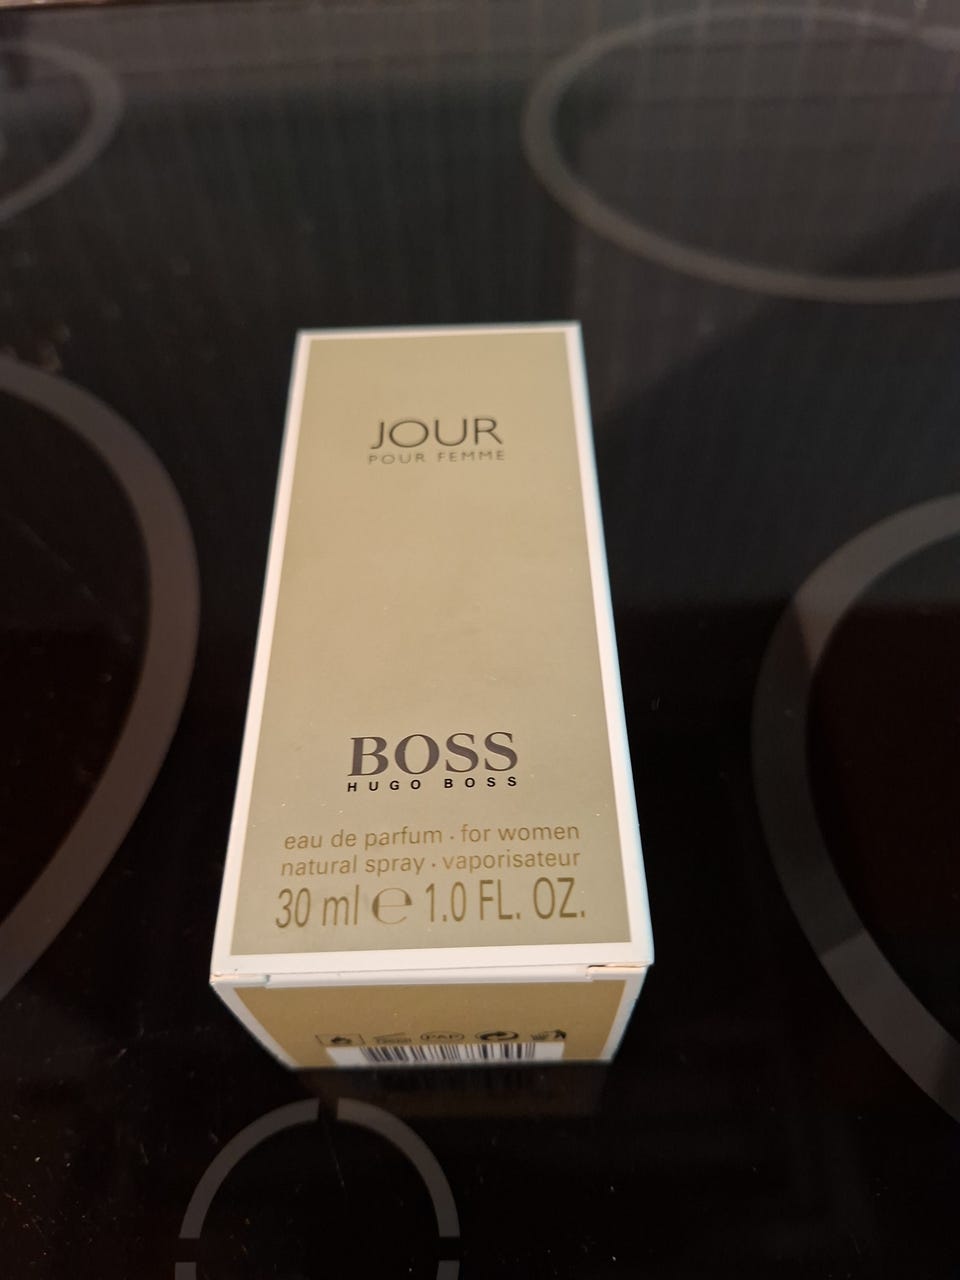 JOUR
POUR FEMME
BOSS
HUGO BOSS
eau de parfum · for women
natural spray · vaporisateur
30 ml ℮ 1.0 FL. OZ.
PAP